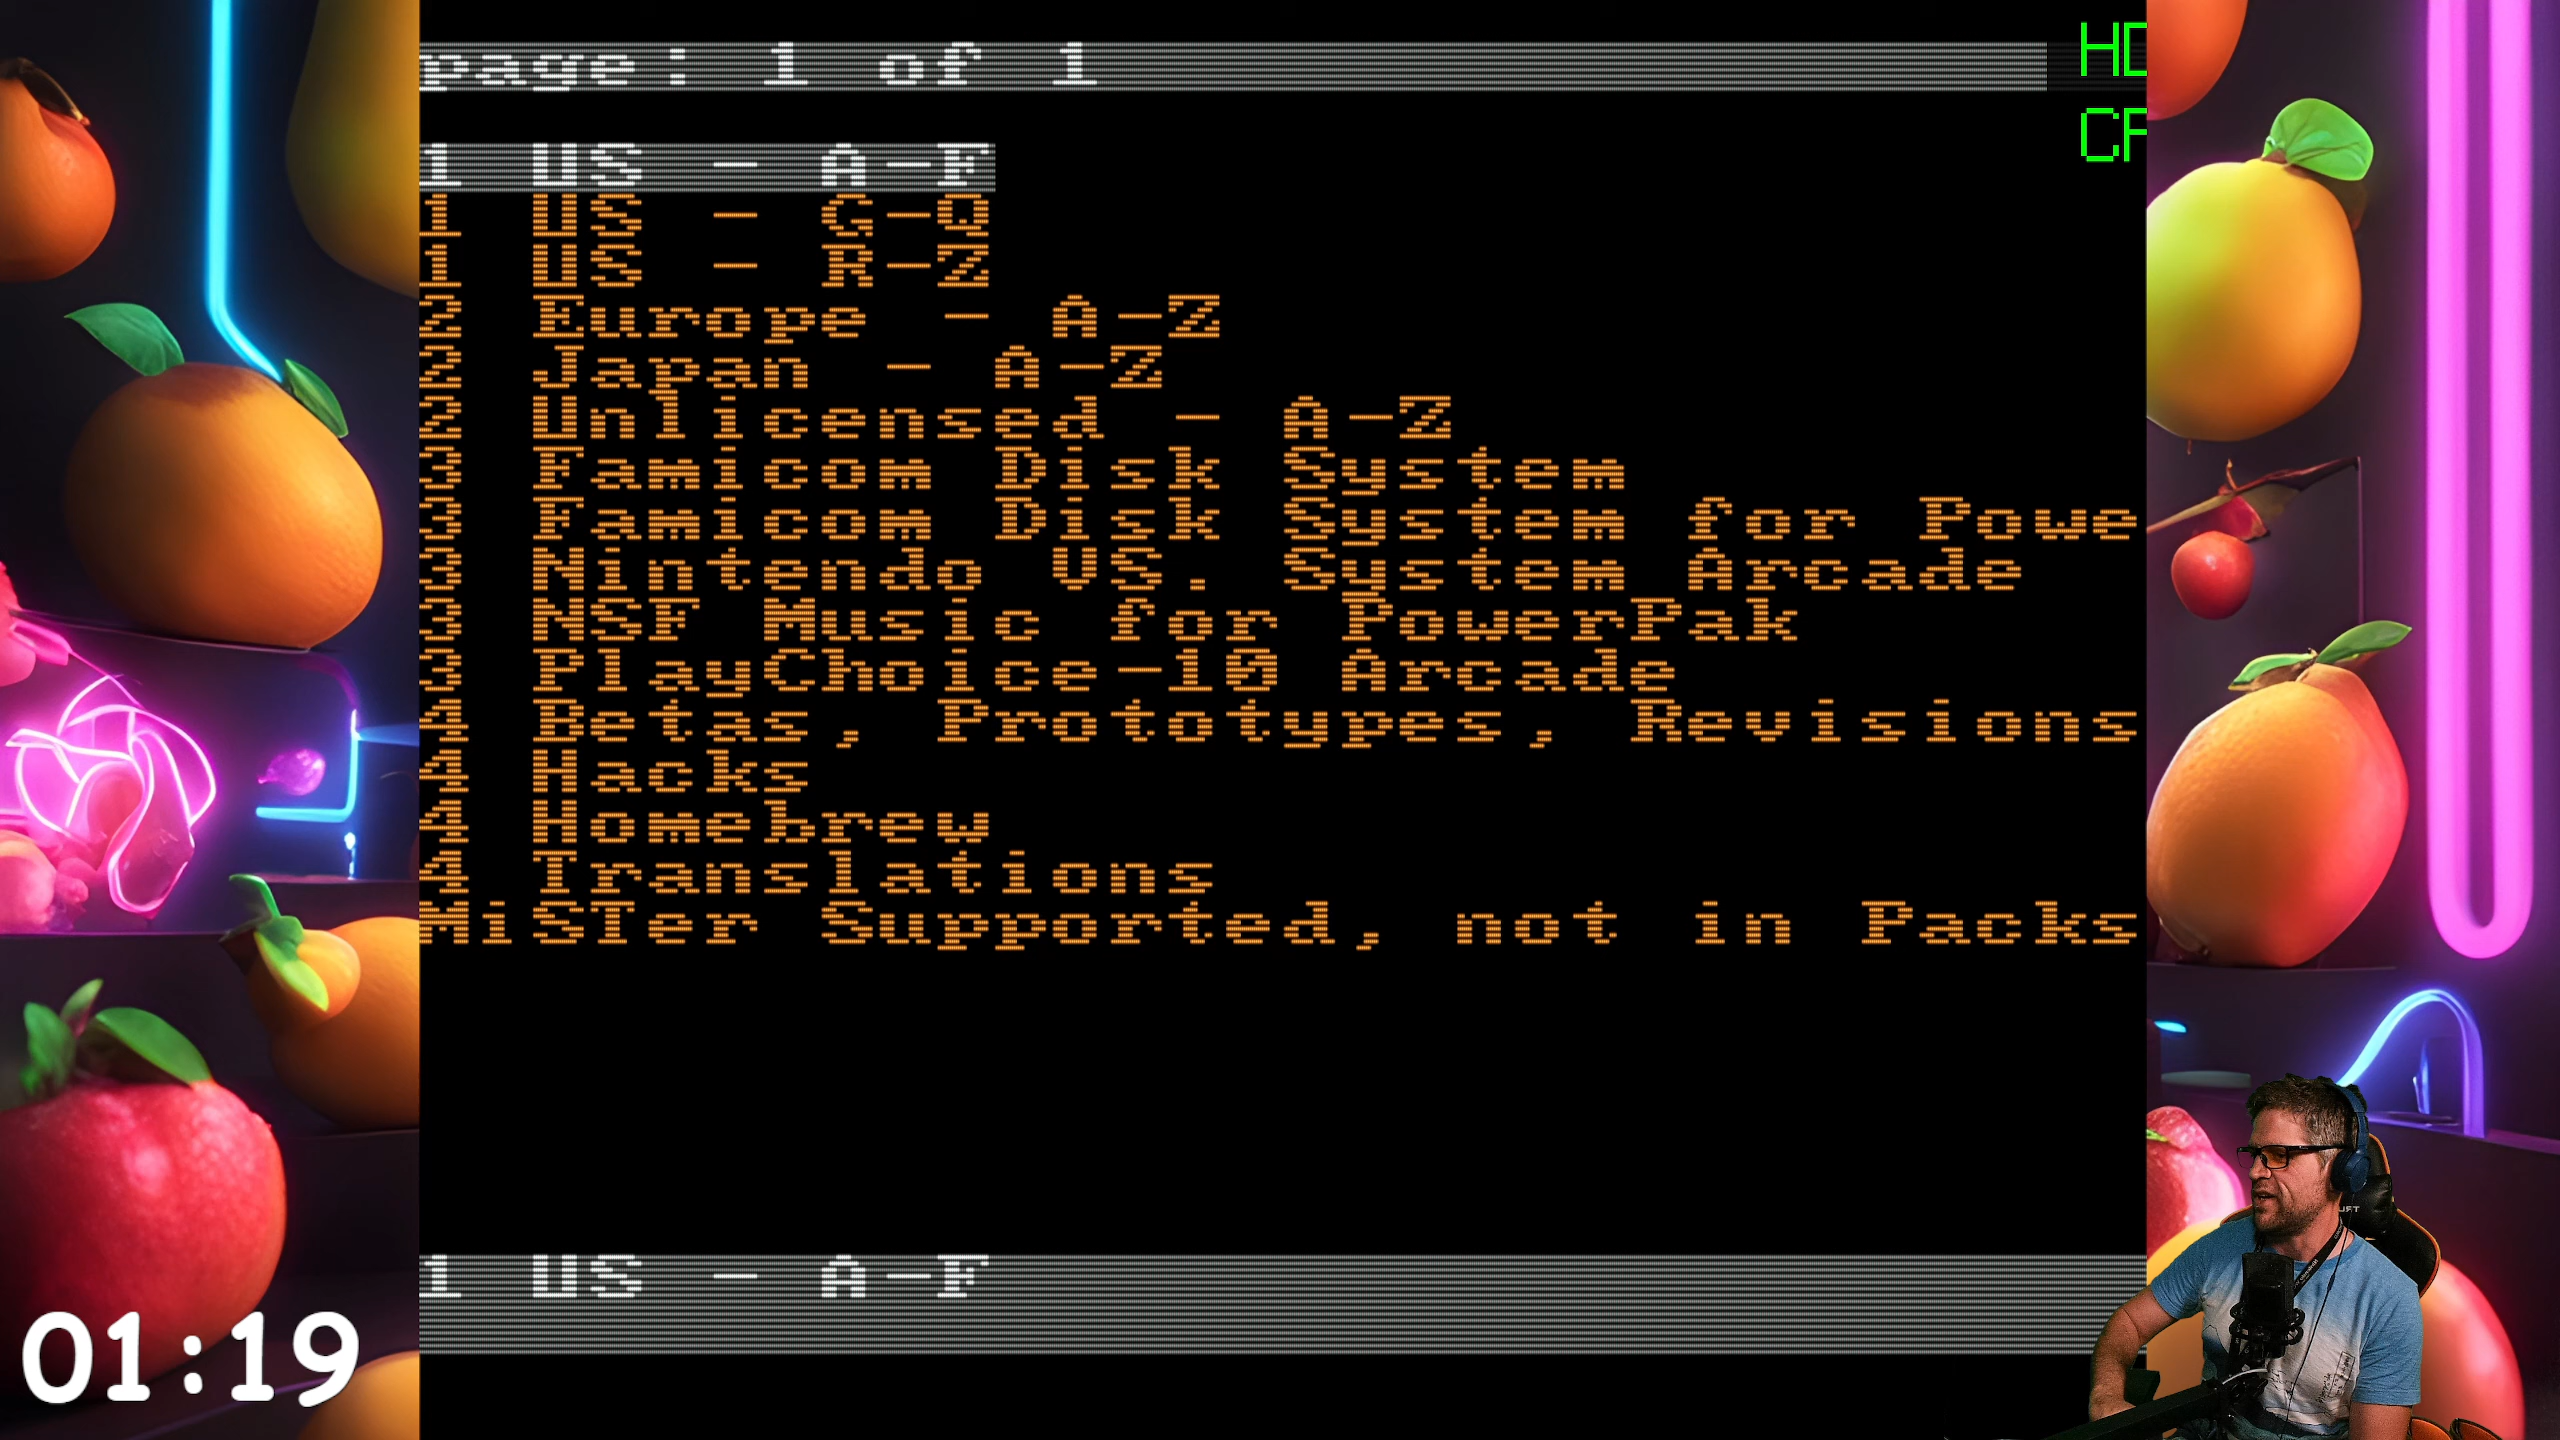 page: 1 of 1
HD
1 US - A-F
1 US - G-Q
1 US - R-Z
2 Europe - A-Z
2 Japan - A-Z
2 Unlicensed - A-Z
3 Famicom Disk System
3 Famicom Disk System for Powe
3 Nintendo VS. System Arcade
3 NSF Music for PowerPak
3 PlayChoice-10 Arcade
4 Betas, Prototypes, Revisions
4 Hacks
4 Homebrew
4 Translations
MiSTer Supported, not in Packs
1 US - A-F
01:19